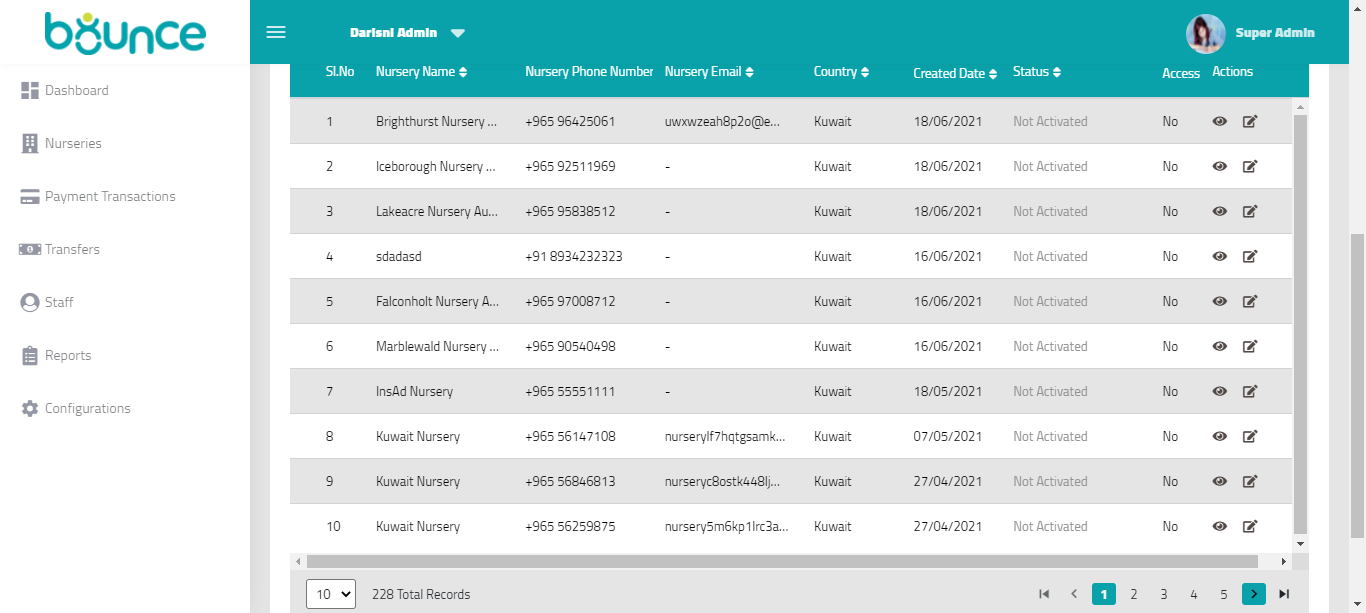 bounce
Darisni Admin
Super Admin
Dashboard
Nurseries
Payment Transactions
Transfers
Staff
Reports
Configurations
Sl.No Nursery Name Nursery Phone Number Nursery Email Country Created Date Status Access Actions
1 Brighthurst Nursery ... +965 96425061 uwxwzeah8p2o@e... Kuwait 18/06/2021 Not Activated No
2 Iceborough Nursery ... +965 92511969 - Kuwait 18/06/2021 Not Activated No
3 Lakeacre Nursery Au... +965 95838512 - Kuwait 18/06/2021 Not Activated No
4 sdadasd +91 8934232323 - Kuwait 16/06/2021 Not Activated No
5 Falconholt Nursery A... +965 97008712 - Kuwait 16/06/2021 Not Activated No
6 Marblewald Nursery ... +965 90540498 - Kuwait 16/06/2021 Not Activated No
7 InsAd Nursery +965 55551111 - Kuwait 18/05/2021 Not Activated No
8 Kuwait Nursery +965 56147108 nurserylf7hqtgsamk... Kuwait 07/05/2021 Not Activated No
9 Kuwait Nursery +965 56846813 nurseryc8ostk448lj... Kuwait 27/04/2021 Not Activated No
10 Kuwait Nursery +965 56259875 nursery5m6kp1lrc3a... Kuwait 27/04/2021 Not Activated No
10 228 Total Records 1 2 3 4 5